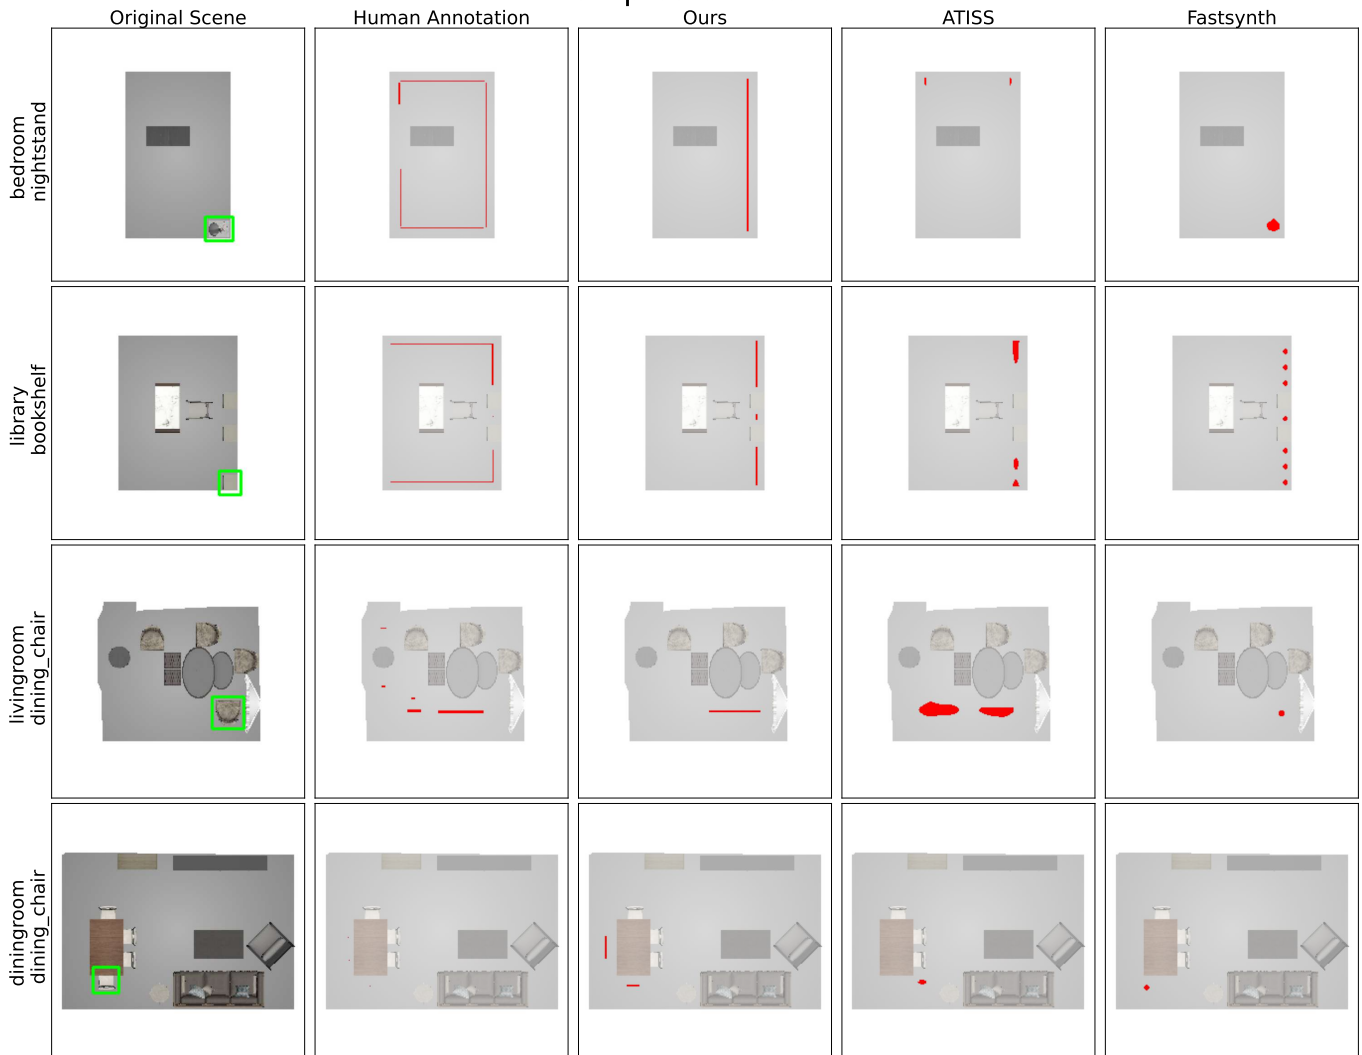 Original Scene Human Annotation Ours ATISS Fastsynth
bedroom
nightstand
library
bookshelf
livingroom
dining_chair
diningroom
dining_chair